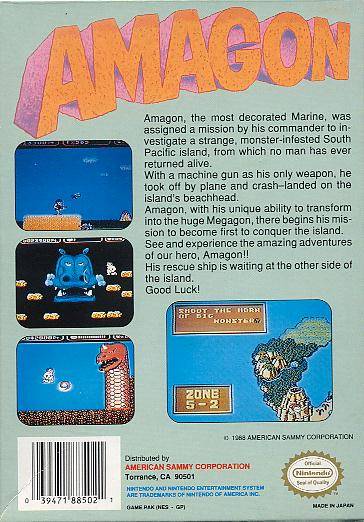 AMAGON
Amagon, the most decorated Marine, was
assigned a mission by his commander to in-
vestigate a strange, monster-infested South
Pacific island, from which no man has ever
returned alive.
With a machine gun as his only weapon, he
took off by plane and crash-landed on the
island's beachhead.
Amagon, with his unique ability to transform
into the huge Megagon, there begins his mis-
sion to become first to conquer the island.
See and experience the amazing adventures
of our hero, Amagon!!
His rescue ship is waiting at the other side of
the island.
Good Luck!
SHOOT THE HORN
OF BIG
MONSTER
ZONE
5-2
© 1988 AMERICAN SAMMY CORPORATION
Distributed by
AMERICAN SAMMY CORPORATION
Torrance, CA 90501
NINTENDO AND NINTENDO ENTERTAINMENT SYSTEM
ARE TRADEMARKS OF NINTENDO OF AMERICA INC.
GAME PAK (NES - GP)
Official
Nintendo
Seal of Quality
MADE IN JAPAN
0 39471 88502 1